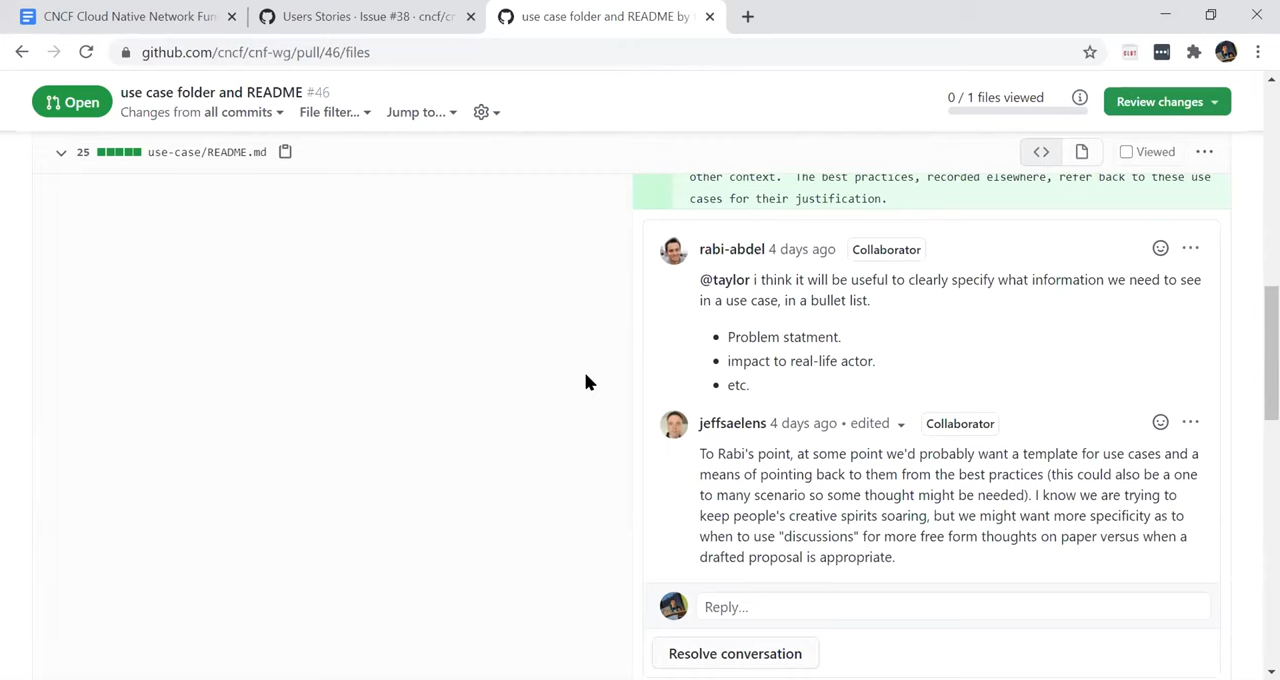 CNCF Cloud Native Network Fun
Users Stories · Issue #38 · cncf/c
use case folder and README by
github.com/cncf/cnf-wg/pull/46/files
Open
use case folder and README #46
Changes from all commits
File filter...
Jump to...
0 / 1 files viewed
Review changes
25
use-case/README.md
Viewed
other context. The best practices, recorded elsewhere, refer back to these use
cases for their justification.
rabi-abdel 4 days ago Collaborator
@taylor i think it will be useful to clearly specify what information we need to see
in a use case, in a bullet list.
• Problem statment.
• impact to real-life actor.
• etc.
jeffsaelens 4 days ago • edited Collaborator
To Rabi's point, at some point we'd probably want a template for use cases and a
means of pointing back to them from the best practices (this could also be a one
to many scenario so some thought might be needed). I know we are trying to
keep people's creative spirits soaring, but we might want more specificity as to
when to use "discussions" for more free form thoughts on paper versus when a
drafted proposal is appropriate.
Reply...
Resolve conversation